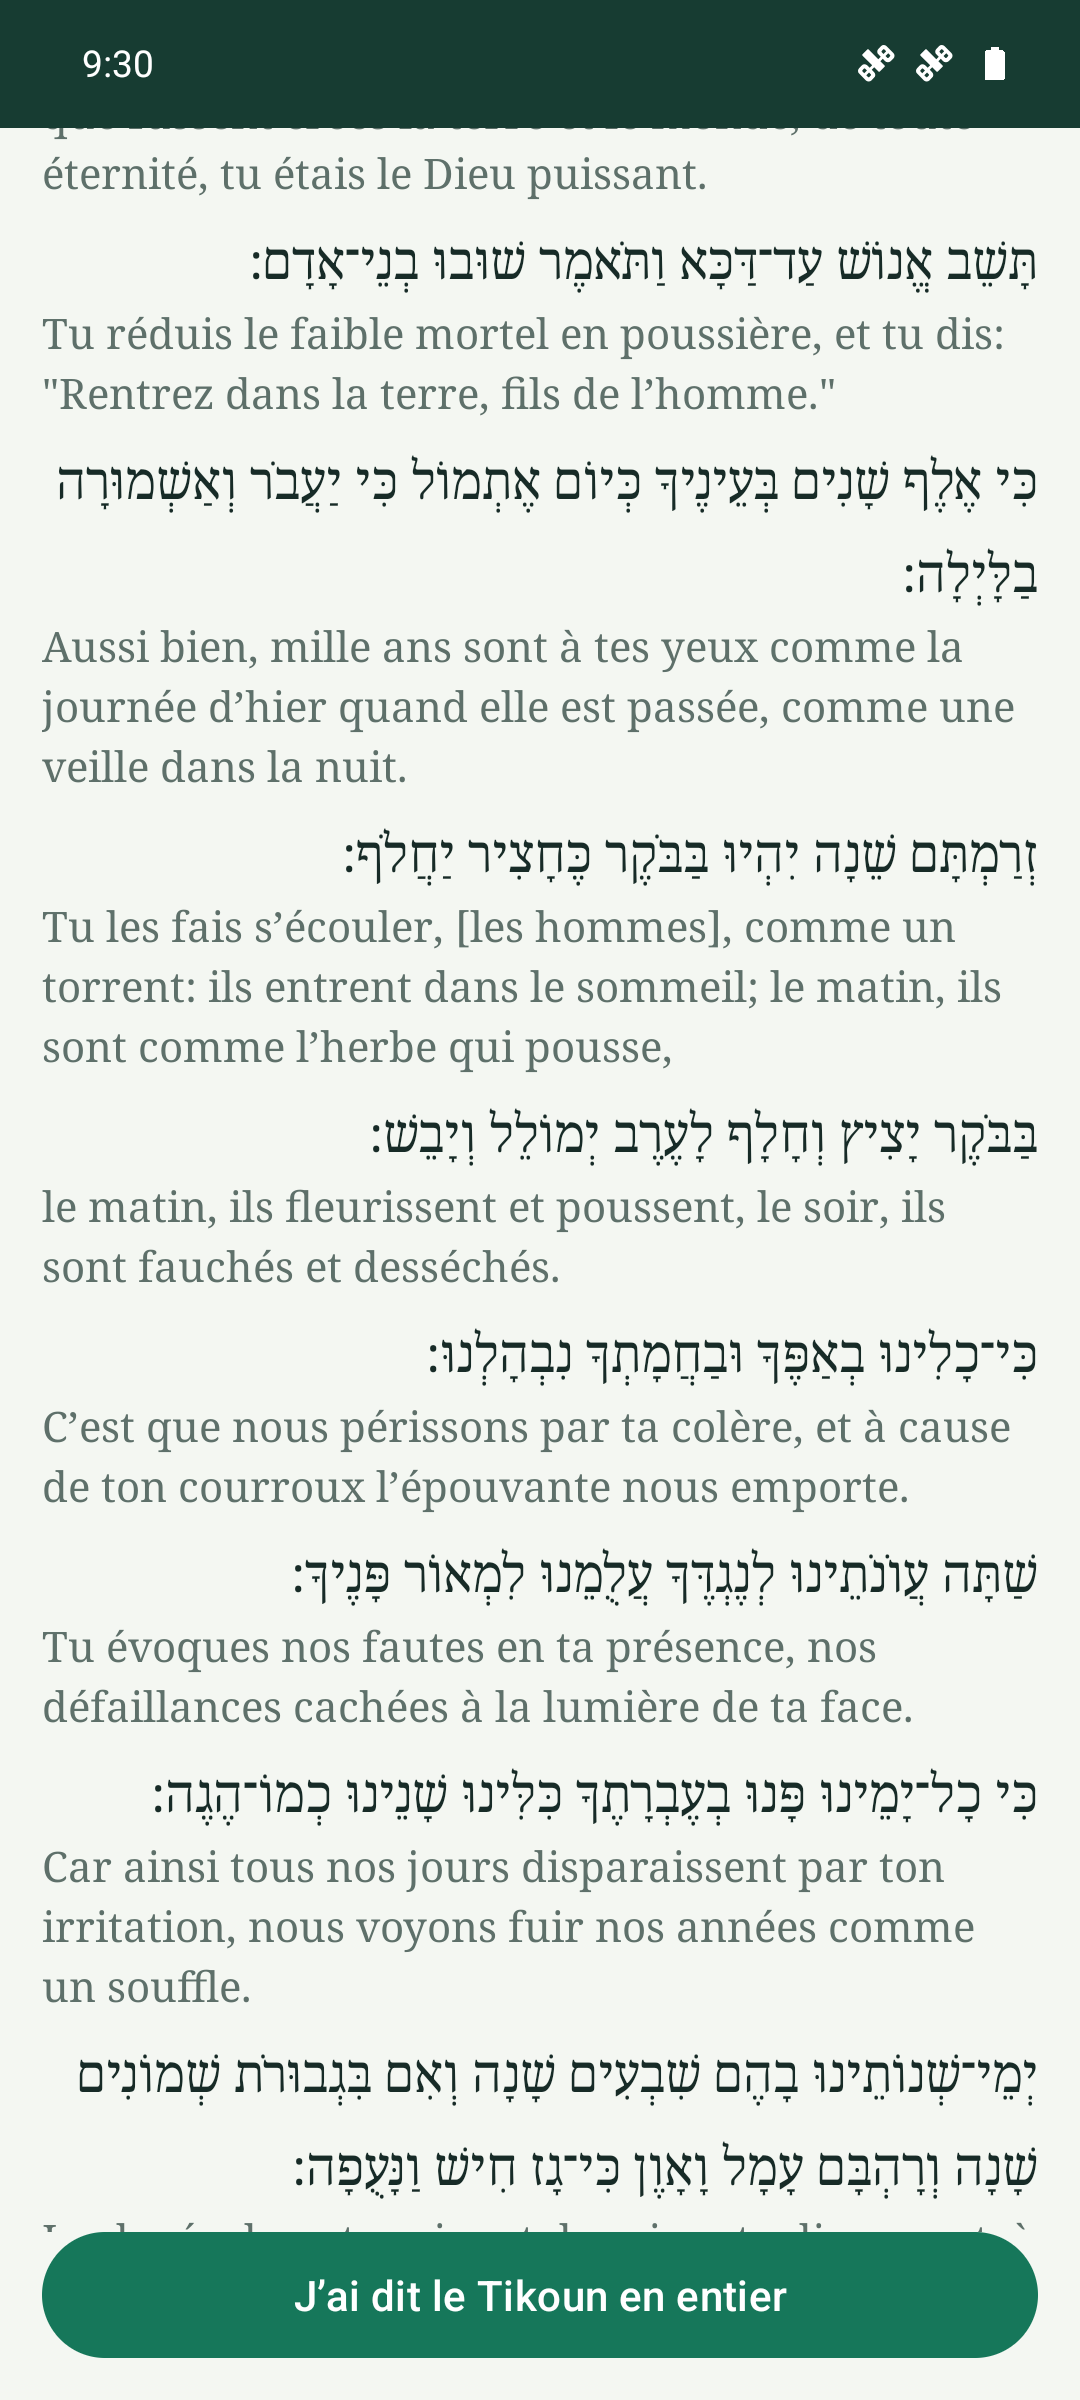 9:30
éternité, tu étais le Dieu puissant.
תָּשֵׁב אֱנוֹשׁ עַד־דַּכָּא וַתֹּאמֶר שׁוּבוּ בְנֵי־אָדָם׃
Tu réduis le faible mortel en poussière, et tu dis:
"Rentrez dans la terre, fils de l’homme."
כִּי אֶלֶף שָׁנִים בְּעֵינֶיךָ כְּיוֹם אֶתְמוֹל כִּי יַעֲבֹר וְאַשְׁמוּרָה
בַלָּיְלָה׃
Aussi bien, mille ans sont à tes yeux comme la
journée d’hier quand elle est passée, comme une
veille dans la nuit.
זְרַמְתָּם שֵׁנָה יִהְיוּ בַּבֹּקֶר כֶּחָצִיר יַחֲלֹף׃
Tu les fais s’écouler, [les hommes], comme un
torrent: ils entrent dans le sommeil; le matin, ils
sont comme l’herbe qui pousse,
בַּבֹּקֶר יָצִיץ וְחָלָף לָעֶרֶב יְמוֹלֵל וְיָבֵשׁ׃
le matin, ils fleurissent et poussent, le soir, ils
sont fauchés et desséchés.
כִּי־כָלִינוּ בְאַפֶּךָ וּבַחֲמָתְךָ נִבְהָלְנוּ׃
C’est que nous périssons par ta colère, et à cause
de ton courroux l’épouvante nous emporte.
שַׁתָּה עֲוֺנֹתֵינוּ לְנֶגְדֶּךָ עֲלֻמֵנוּ לִמְאוֹר פָּנֶיךָ׃
Tu évoques nos fautes en ta présence, nos
défaillances cachées à la lumière de ta face.
כִּי כָל־יָמֵינוּ פָּנוּ בְעֶבְרָתֶךָ כִּלִּינוּ שָׁנֵינוּ כְמוֹ־הֶגֶה׃
Car ainsi tous nos jours disparaissent par ton
irritation, nous voyons fuir nos années comme
un souffle.
יְמֵי־שְׁנוֹתֵינוּ בָהֶם שִׁבְעִים שָׁנָה וְאִם בִּגְבוּרֹת שְׁמוֹנִים
שָׁנָה וְרָהְבָּם עָמָל וָאָוֶן כִּי־גָז חִישׁ וַנָּעֻפָה׃
J’ai dit le Tikoun en entier